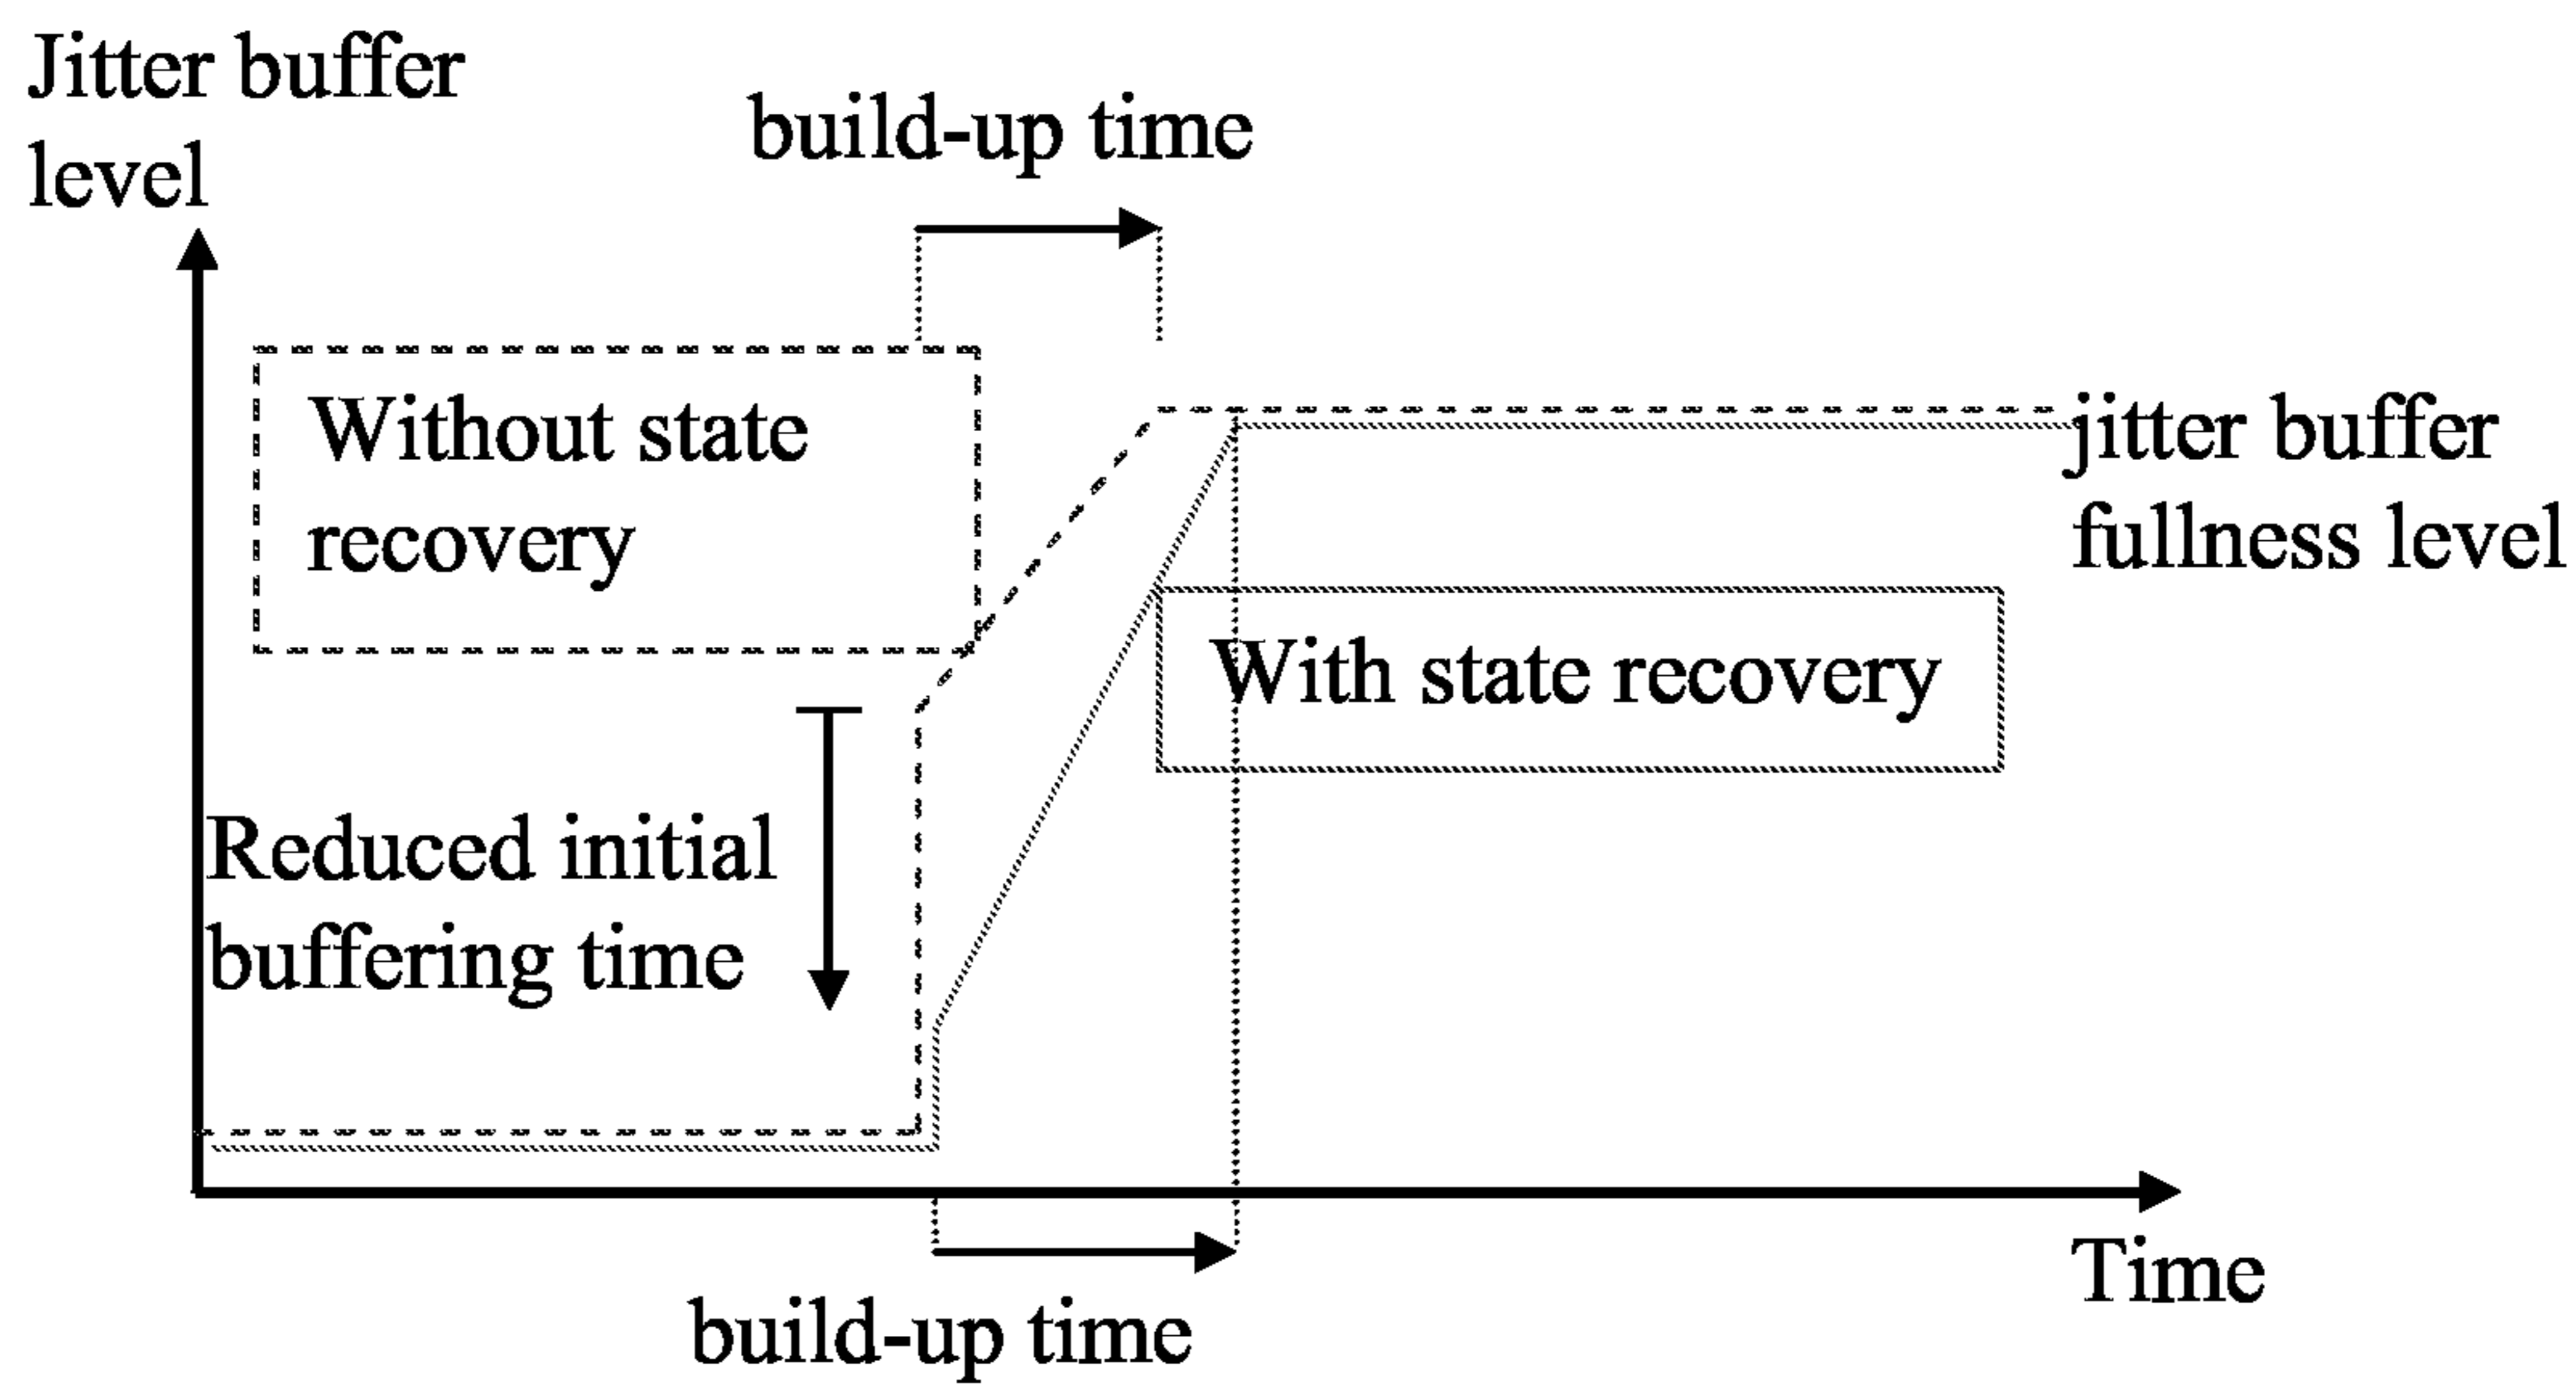 Jitter buffer
level
build-up time
Without state
recovery
jitter buffer
fullness level
With state recovery
Reduced initial
buffering time
Time
build-up time